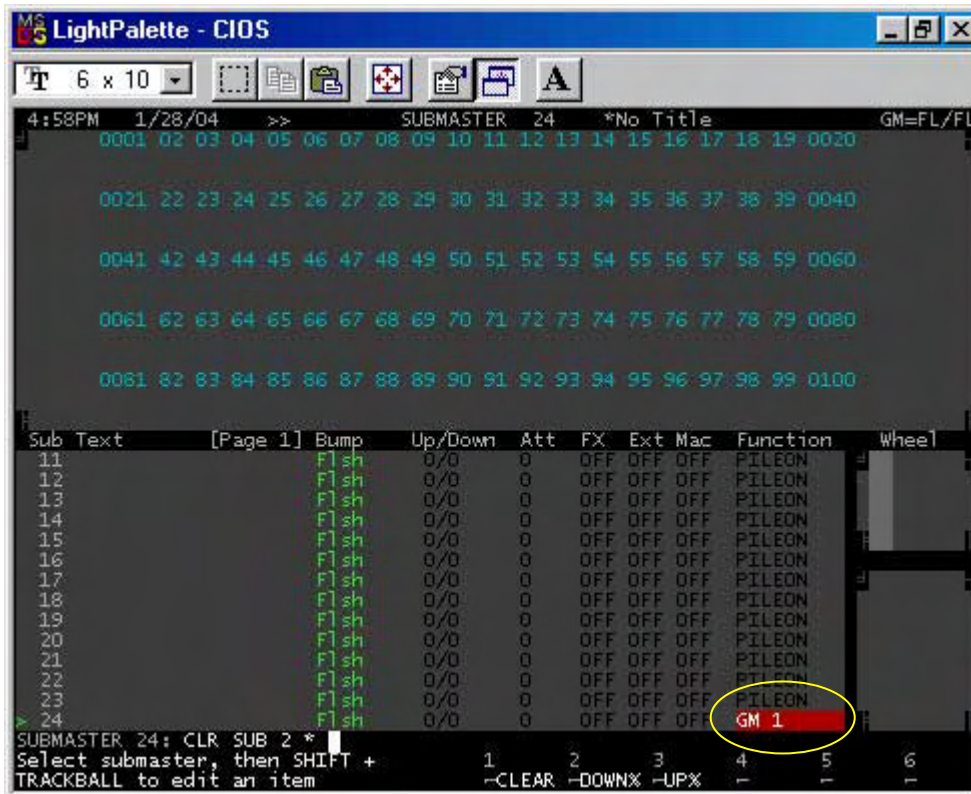 LightPalette - CIOS
6 x 10
4:58PM 1/28/04 >> SUBMASTER 24 *No Title GM=FL/FL
0001 02 03 04 05 06 07 08 09 10 11 12 13 14 15 16 17 18 19 0020
0021 22 23 24 25 26 27 28 29 30 31 32 33 34 35 36 37 38 39 0040
0041 42 43 44 45 46 47 48 49 50 51 52 53 54 55 56 57 58 59 0060
0061 62 63 64 65 66 67 68 69 70 71 72 73 74 75 76 77 78 79 0080
0081 82 83 84 85 86 87 88 89 90 91 92 93 94 95 96 97 98 99 0100
Sub Text [Page 1] Bump Up/Down Att FX Ext Mac Function Wheel
11 Flsh 0/0 0 OFF OFF OFF PILEON
12 Flsh 0/0 0 OFF OFF OFF PILEON
13 Flsh 0/0 0 OFF OFF OFF PILEON
14 Flsh 0/0 0 OFF OFF OFF PILEON
15 Flsh 0/0 0 OFF OFF OFF PILEON
16 Flsh 0/0 0 OFF OFF OFF PILEON
17 Flsh 0/0 0 OFF OFF OFF PILEON
18 Flsh 0/0 0 OFF OFF OFF PILEON
19 Flsh 0/0 0 OFF OFF OFF PILEON
20 Flsh 0/0 0 OFF OFF OFF PILEON
21 Flsh 0/0 0 OFF OFF OFF PILEON
22 Flsh 0/0 0 OFF OFF OFF PILEON
23 Flsh 0/0 0 OFF OFF OFF PILEON
> 24 Flsh 0/0 0 OFF OFF OFF GM 1
SUBMASTER 24: CLR SUB 2 *
Select submaster, then SHIFT + 1 2 3 4 5 6
TRACKBALL to edit an item CLEAR DOWN% UP%